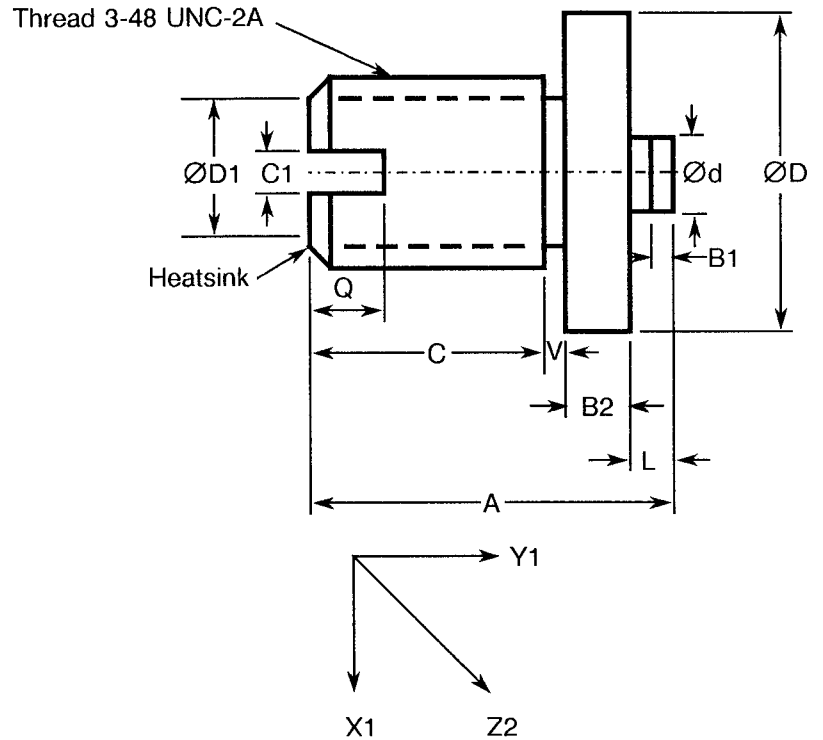 Thread 3-48 UNC-2A
ØD1
C1
Ød
ØD
B1
Heatsink
Q
C
V
B2
L
A
Y1
X1
Z2